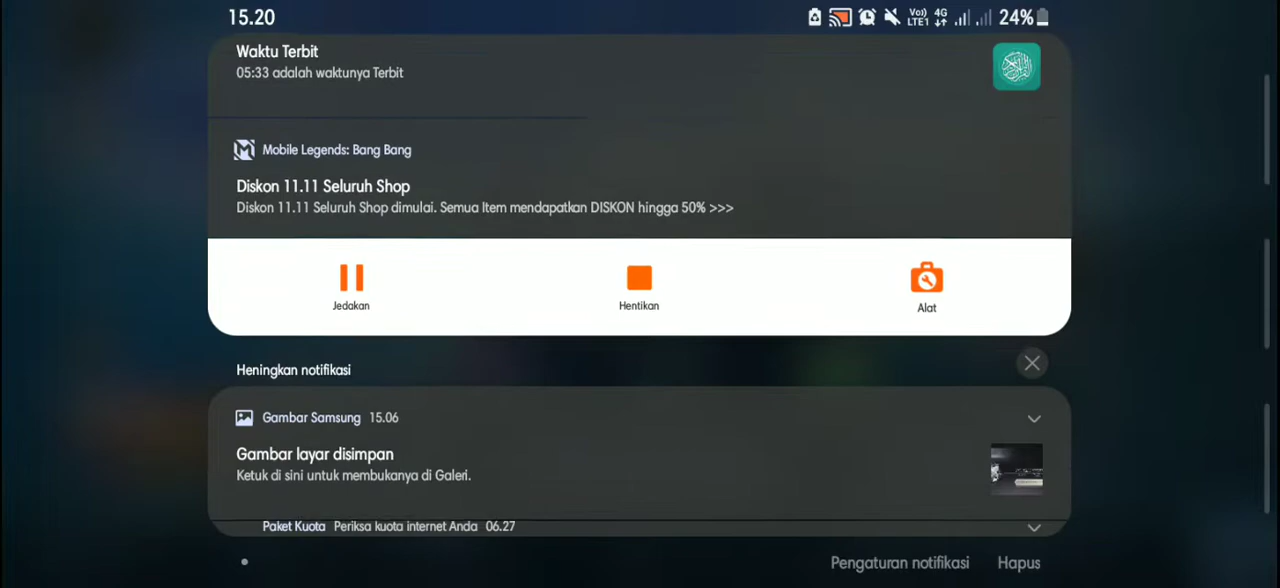 15.20
Vo)) 4G
LTE1
24%
Waktu Terbit
05:33 adalah waktunya Terbit
Mobile Legends: Bang Bang
Diskon 11.11 Seluruh Shop
Diskon 11.11 Seluruh Shop dimulai. Semua Item mendapatkan DISKON hingga 50% >>>
Jedakan
Hentikan
Alat
Heningkan notifikasi
Gambar Samsung 15.06
Gambar layar disimpan
Ketuk di sini untuk membukanya di Galeri.
Paket Kuota Periksa kuota internet Anda 06.27
Pengaturan notifikasi
Hapus